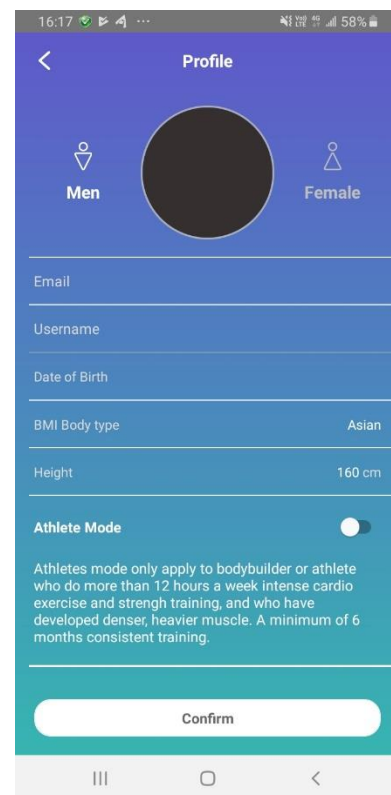 16:17 58%
Profile
Men Female
Email
Username
Date of Birth
BMI Body type Asian
Height 160 cm
Athlete Mode
Athletes mode only apply to bodybuilder or athlete
who do more than 12 hours a week intense cardio
exercise and strengh training, and who have
developed denser, heavier muscle. A minimum of 6
months consistent training.
Confirm